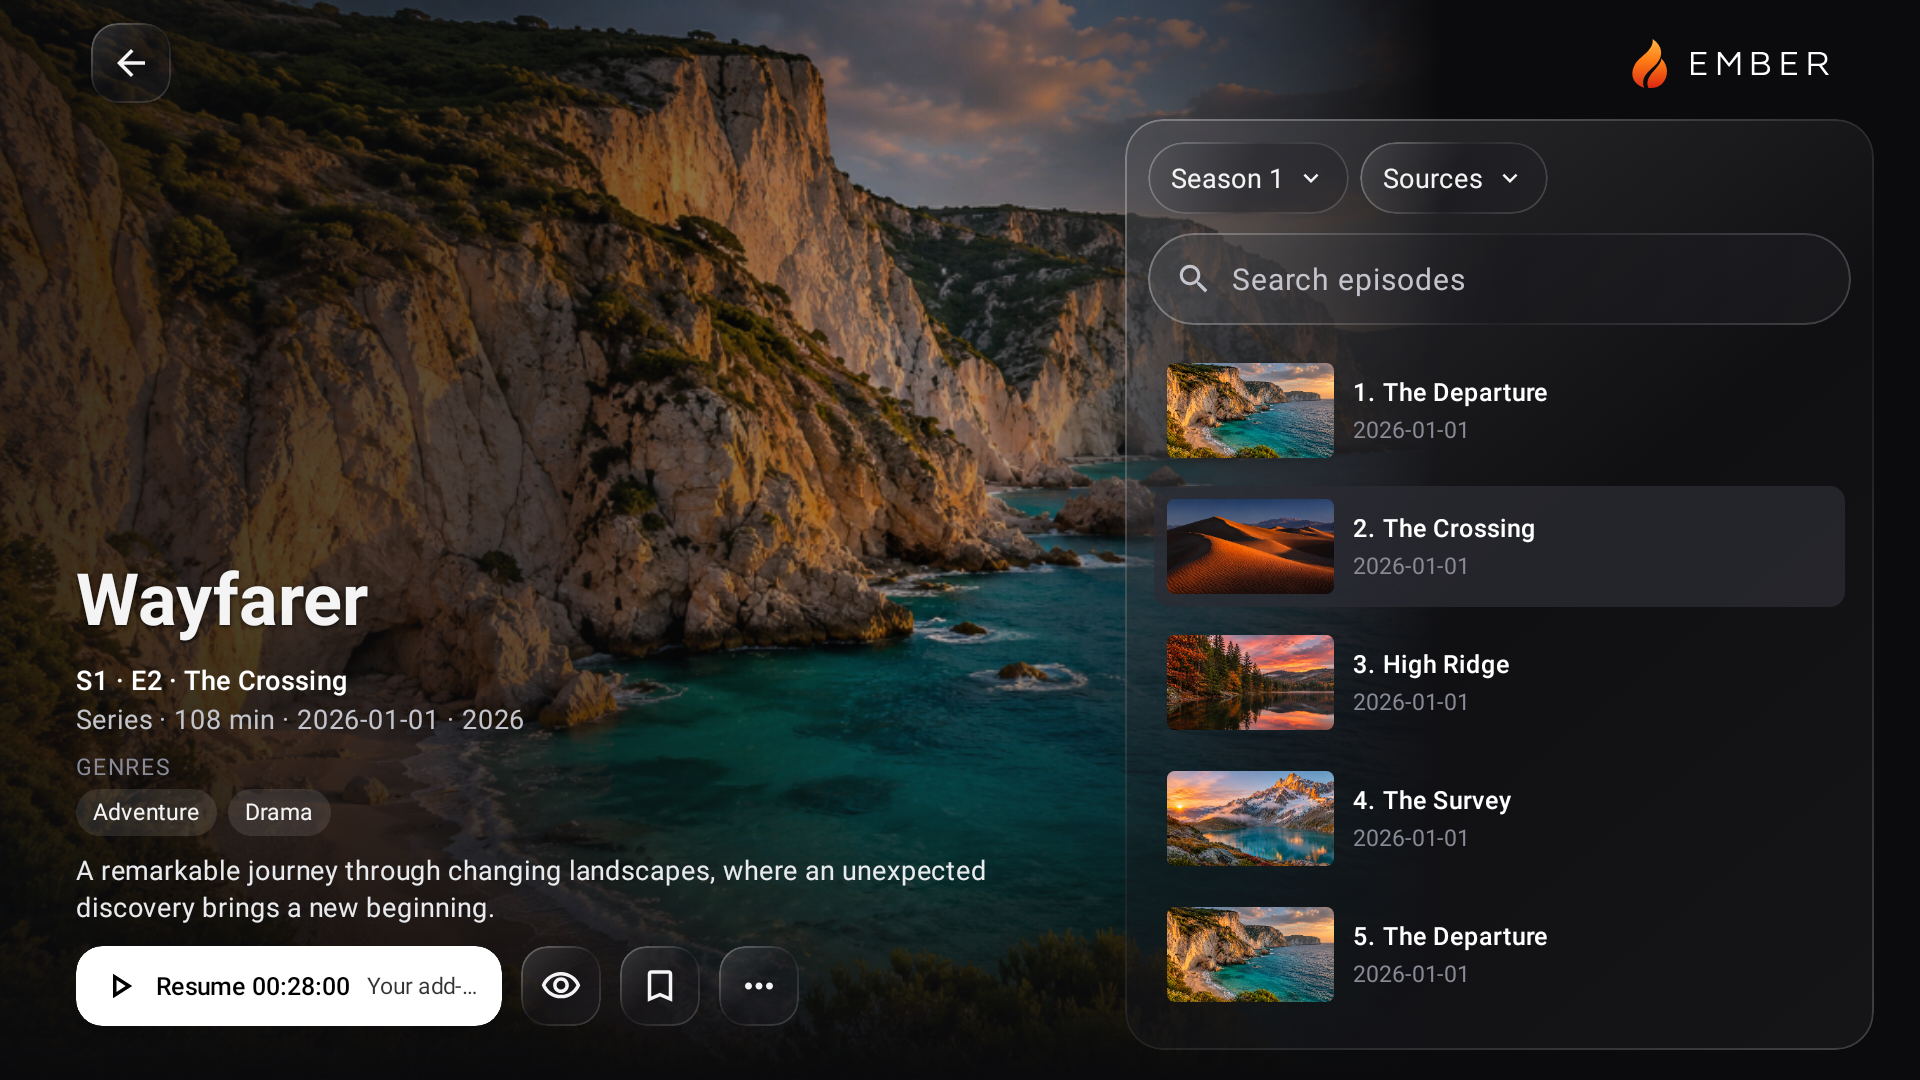 EMBER
Season 1
Sources
Search episodes
1. The Departure
2026-01-01
2. The Crossing
2026-01-01
3. High Ridge
2026-01-01
4. The Survey
2026-01-01
5. The Departure
2026-01-01
Wayfarer
S1 · E2 · The Crossing
Series · 108 min · 2026-01-01 · 2026
GENRES
Adventure
Drama
A remarkable journey through changing landscapes, where an unexpected
discovery brings a new beginning.
Resume 00:28:00 Your add-...